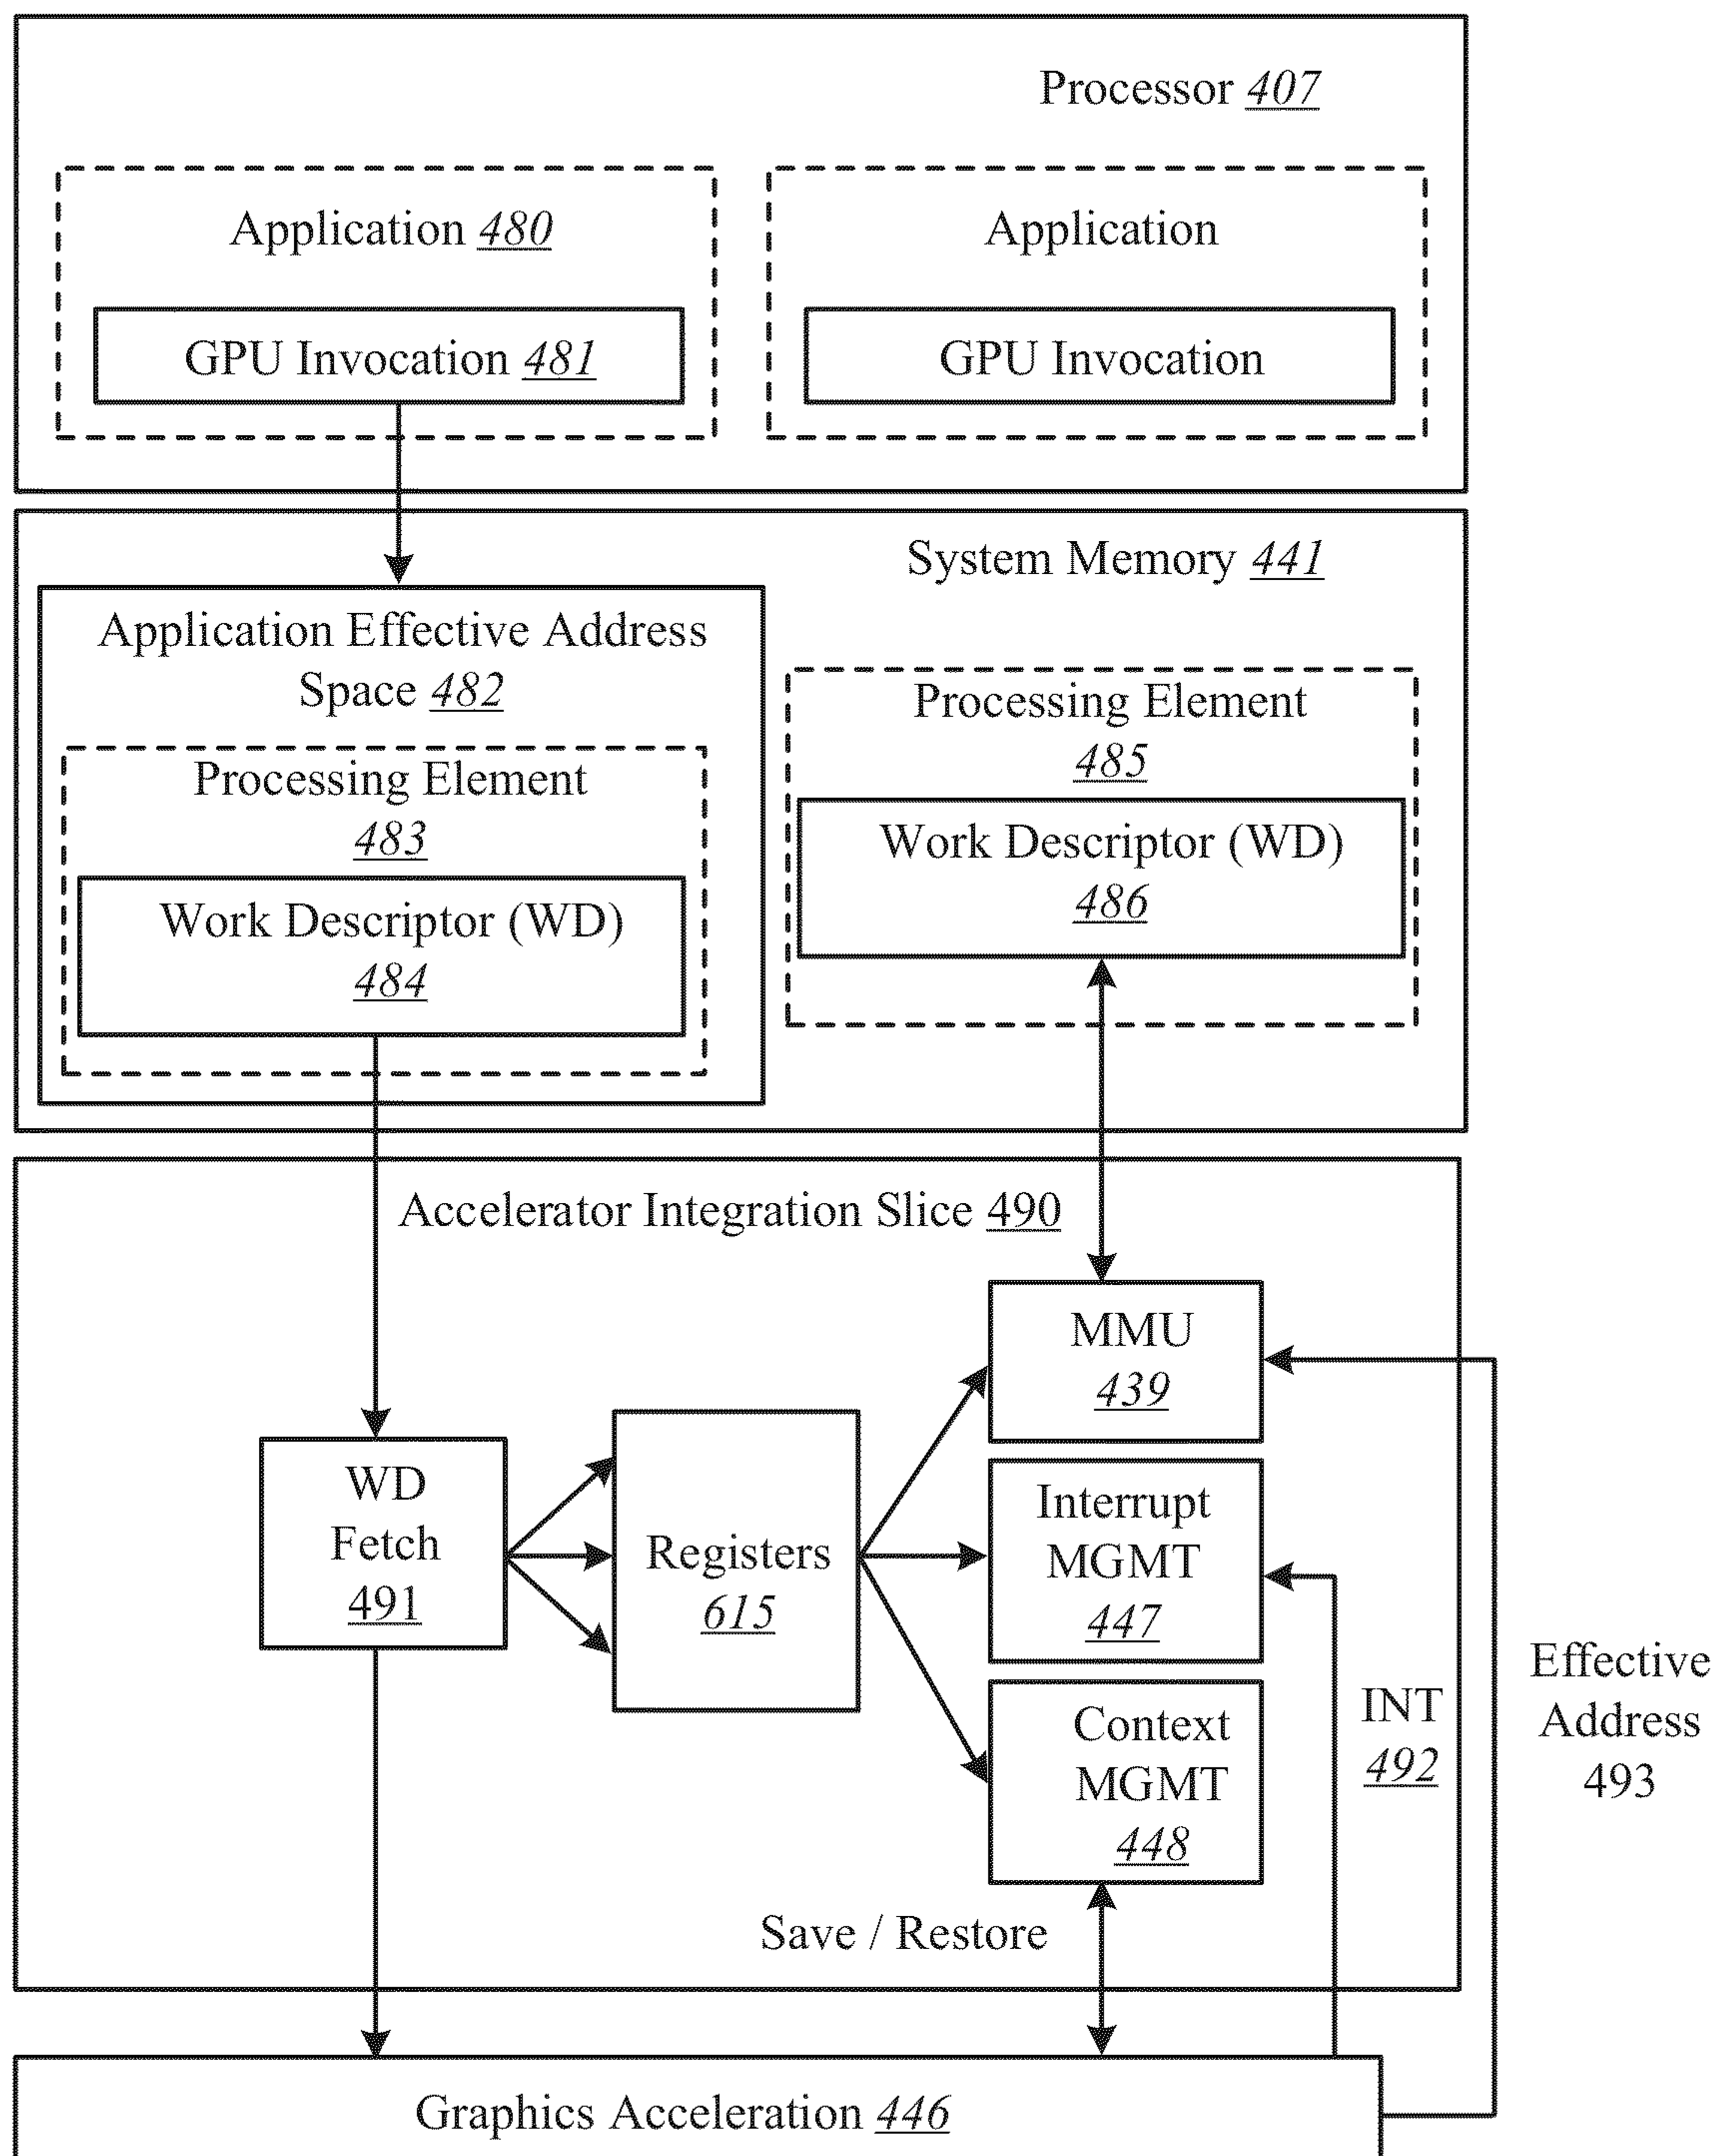 Processor 407
Application 480
Application
GPU Invocation 481
GPU Invocation
System Memory 441
Application Effective Address
Space 482
Processing Element
483
Work Descriptor (WD)
484
Processing Element
485
Work Descriptor (WD)
486
Accelerator Integration Slice 490
MMU
439
WD
Fetch
491
Registers
615
Interrupt
MGMT
447
Context
MGMT
448
INT
492
Effective
Address
493
Save / Restore
Graphics Acceleration 446